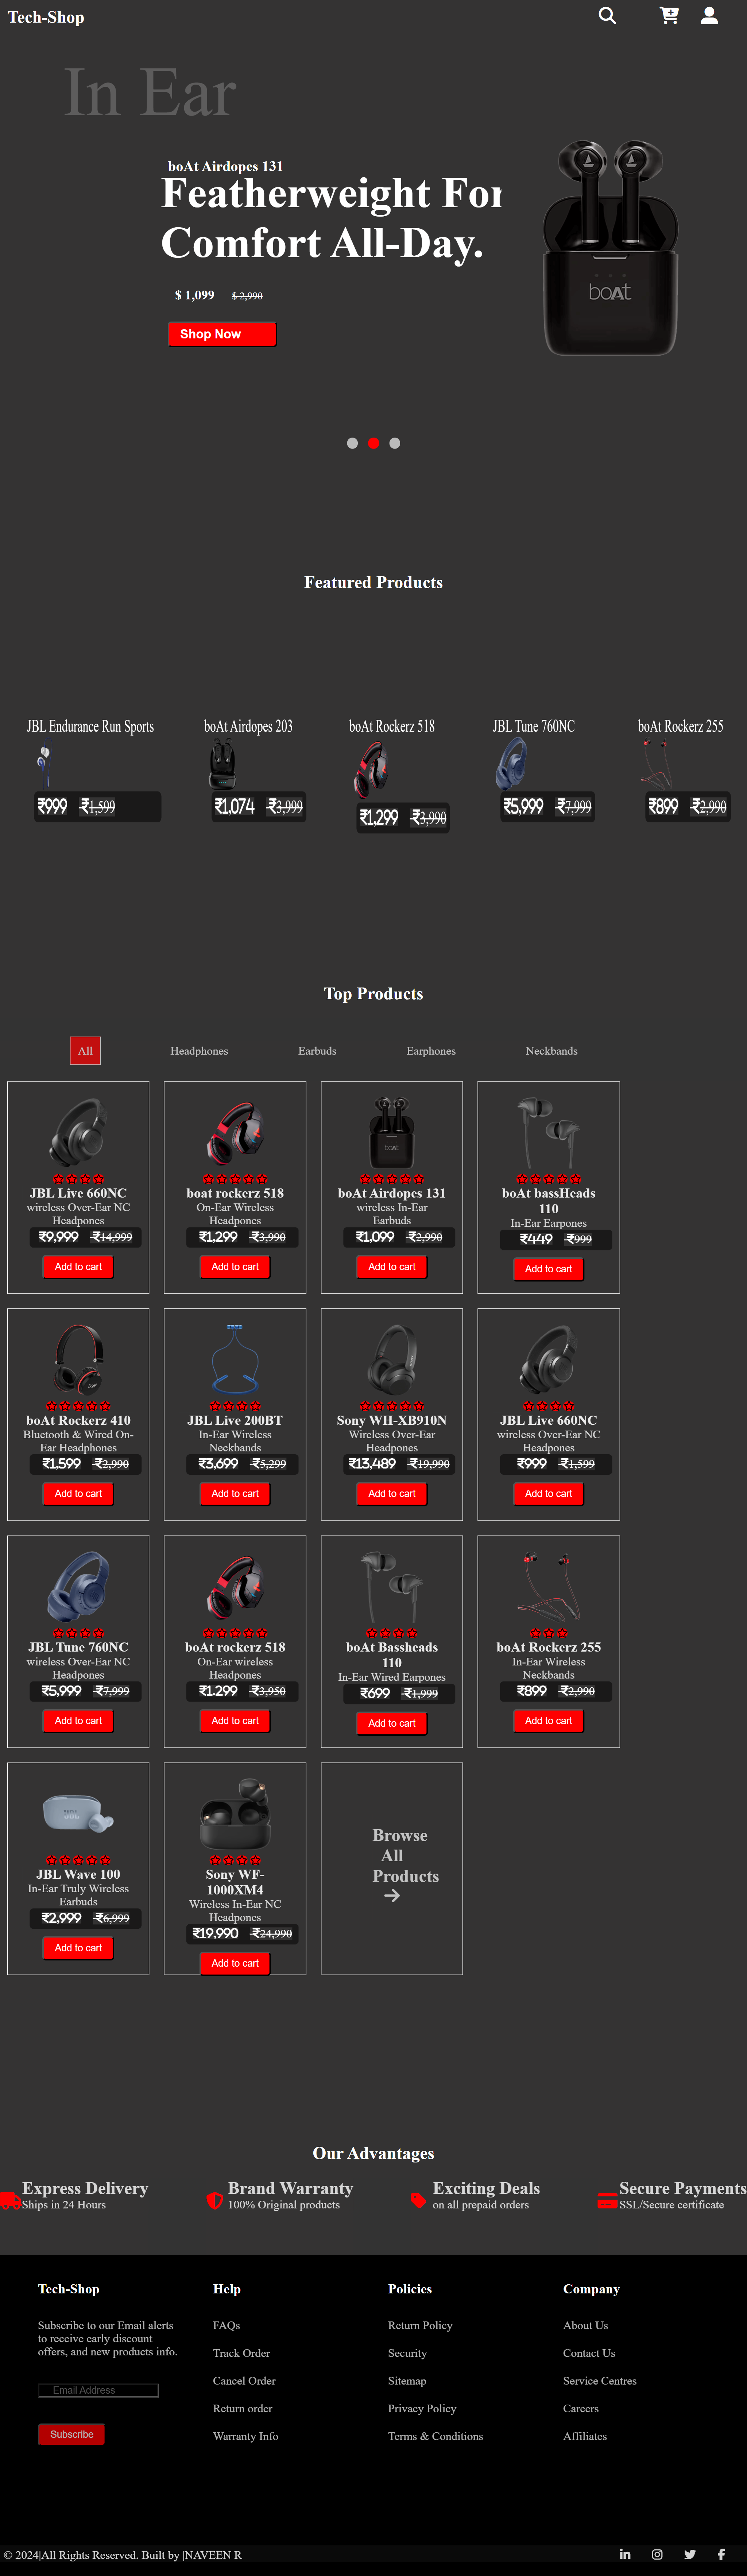 Tech-Shop
In Ear
boAt Airdopes 131
Featherweight For
Comfort All-Day.
$ 1,099 $ 2,990
boAt
Shop Now
Featured Products
JBL Endurance Run Sports boAt Airdopes 203 boAt Rockerz 518 JBL Tune 760NC boAt Rockerz 255
₹999 ₹1,599 ₹1,074 ₹3,999 ₹1,299 ₹3,990 ₹5,999 ₹7,999 ₹899 ₹2,990
Top Products
All Headphones Earbuds Earphones Neckbands
JBL Live 660NC
wireless Over-Ear NC
Headpones
₹9,999 ₹14,999
Add to cart
boat rockerz 518
On-Ear Wireless
Headpones
₹1,299 ₹3,990
Add to cart
boAt
boAt Airdopes 131
wireless In-Ear
Earbuds
₹1,099 ₹2,990
Add to cart
boAt bassHeads
110
In-Ear Earpones
₹449 ₹999
Add to cart
boAt Rockerz 410
Bluetooth & Wired On-
Ear Headphones
₹1,599 ₹2,990
Add to cart
JBL Live 200BT
In-Ear Wireless
Neckbands
₹3,699 ₹5,299
Add to cart
Sony WH-XB910N
Wireless Over-Ear
Headpones
₹13,489 ₹19,990
Add to cart
JBL Live 660NC
wireless Over-Ear NC
Headpones
₹999 ₹1,599
Add to cart
JBL Tune 760NC
wireless Over-Ear NC
Headpones
₹5,999 ₹7,999
Add to cart
boAt rockerz 518
On-Ear wireless
Headpones
₹1.299 ₹3,950
Add to cart
boAt Bassheads
110
In-Ear Wired Earpones
₹699 ₹1,999
Add to cart
boAt Rockerz 255
In-Ear Wireless
Neckbands
₹899 ₹2,990
Add to cart
JBL
JBL Wave 100
In-Ear Truly Wireless
Earbuds
₹2,999 ₹6,999
Add to cart
Sony WF-
1000XM4
Wireless In-Ear NC
Headpones
₹19,990 ₹24,990
Add to cart
Browse
All
Products
Our Advantages
Express Delivery
Ships in 24 Hours
Brand Warranty
100% Original products
Exciting Deals
on all prepaid orders
Secure Payments
SSL/Secure certificate
Tech-Shop
Subscribe to our Email alerts
to receive early discount
offers, and new products info.
Email Address
Subscribe
Help
FAQs
Track Order
Cancel Order
Return order
Warranty Info
Policies
Return Policy
Security
Sitemap
Privacy Policy
Terms & Conditions
Company
About Us
Contact Us
Service Centres
Careers
Affiliates
© 2024|All Rights Reserved. Built by |NAVEEN R